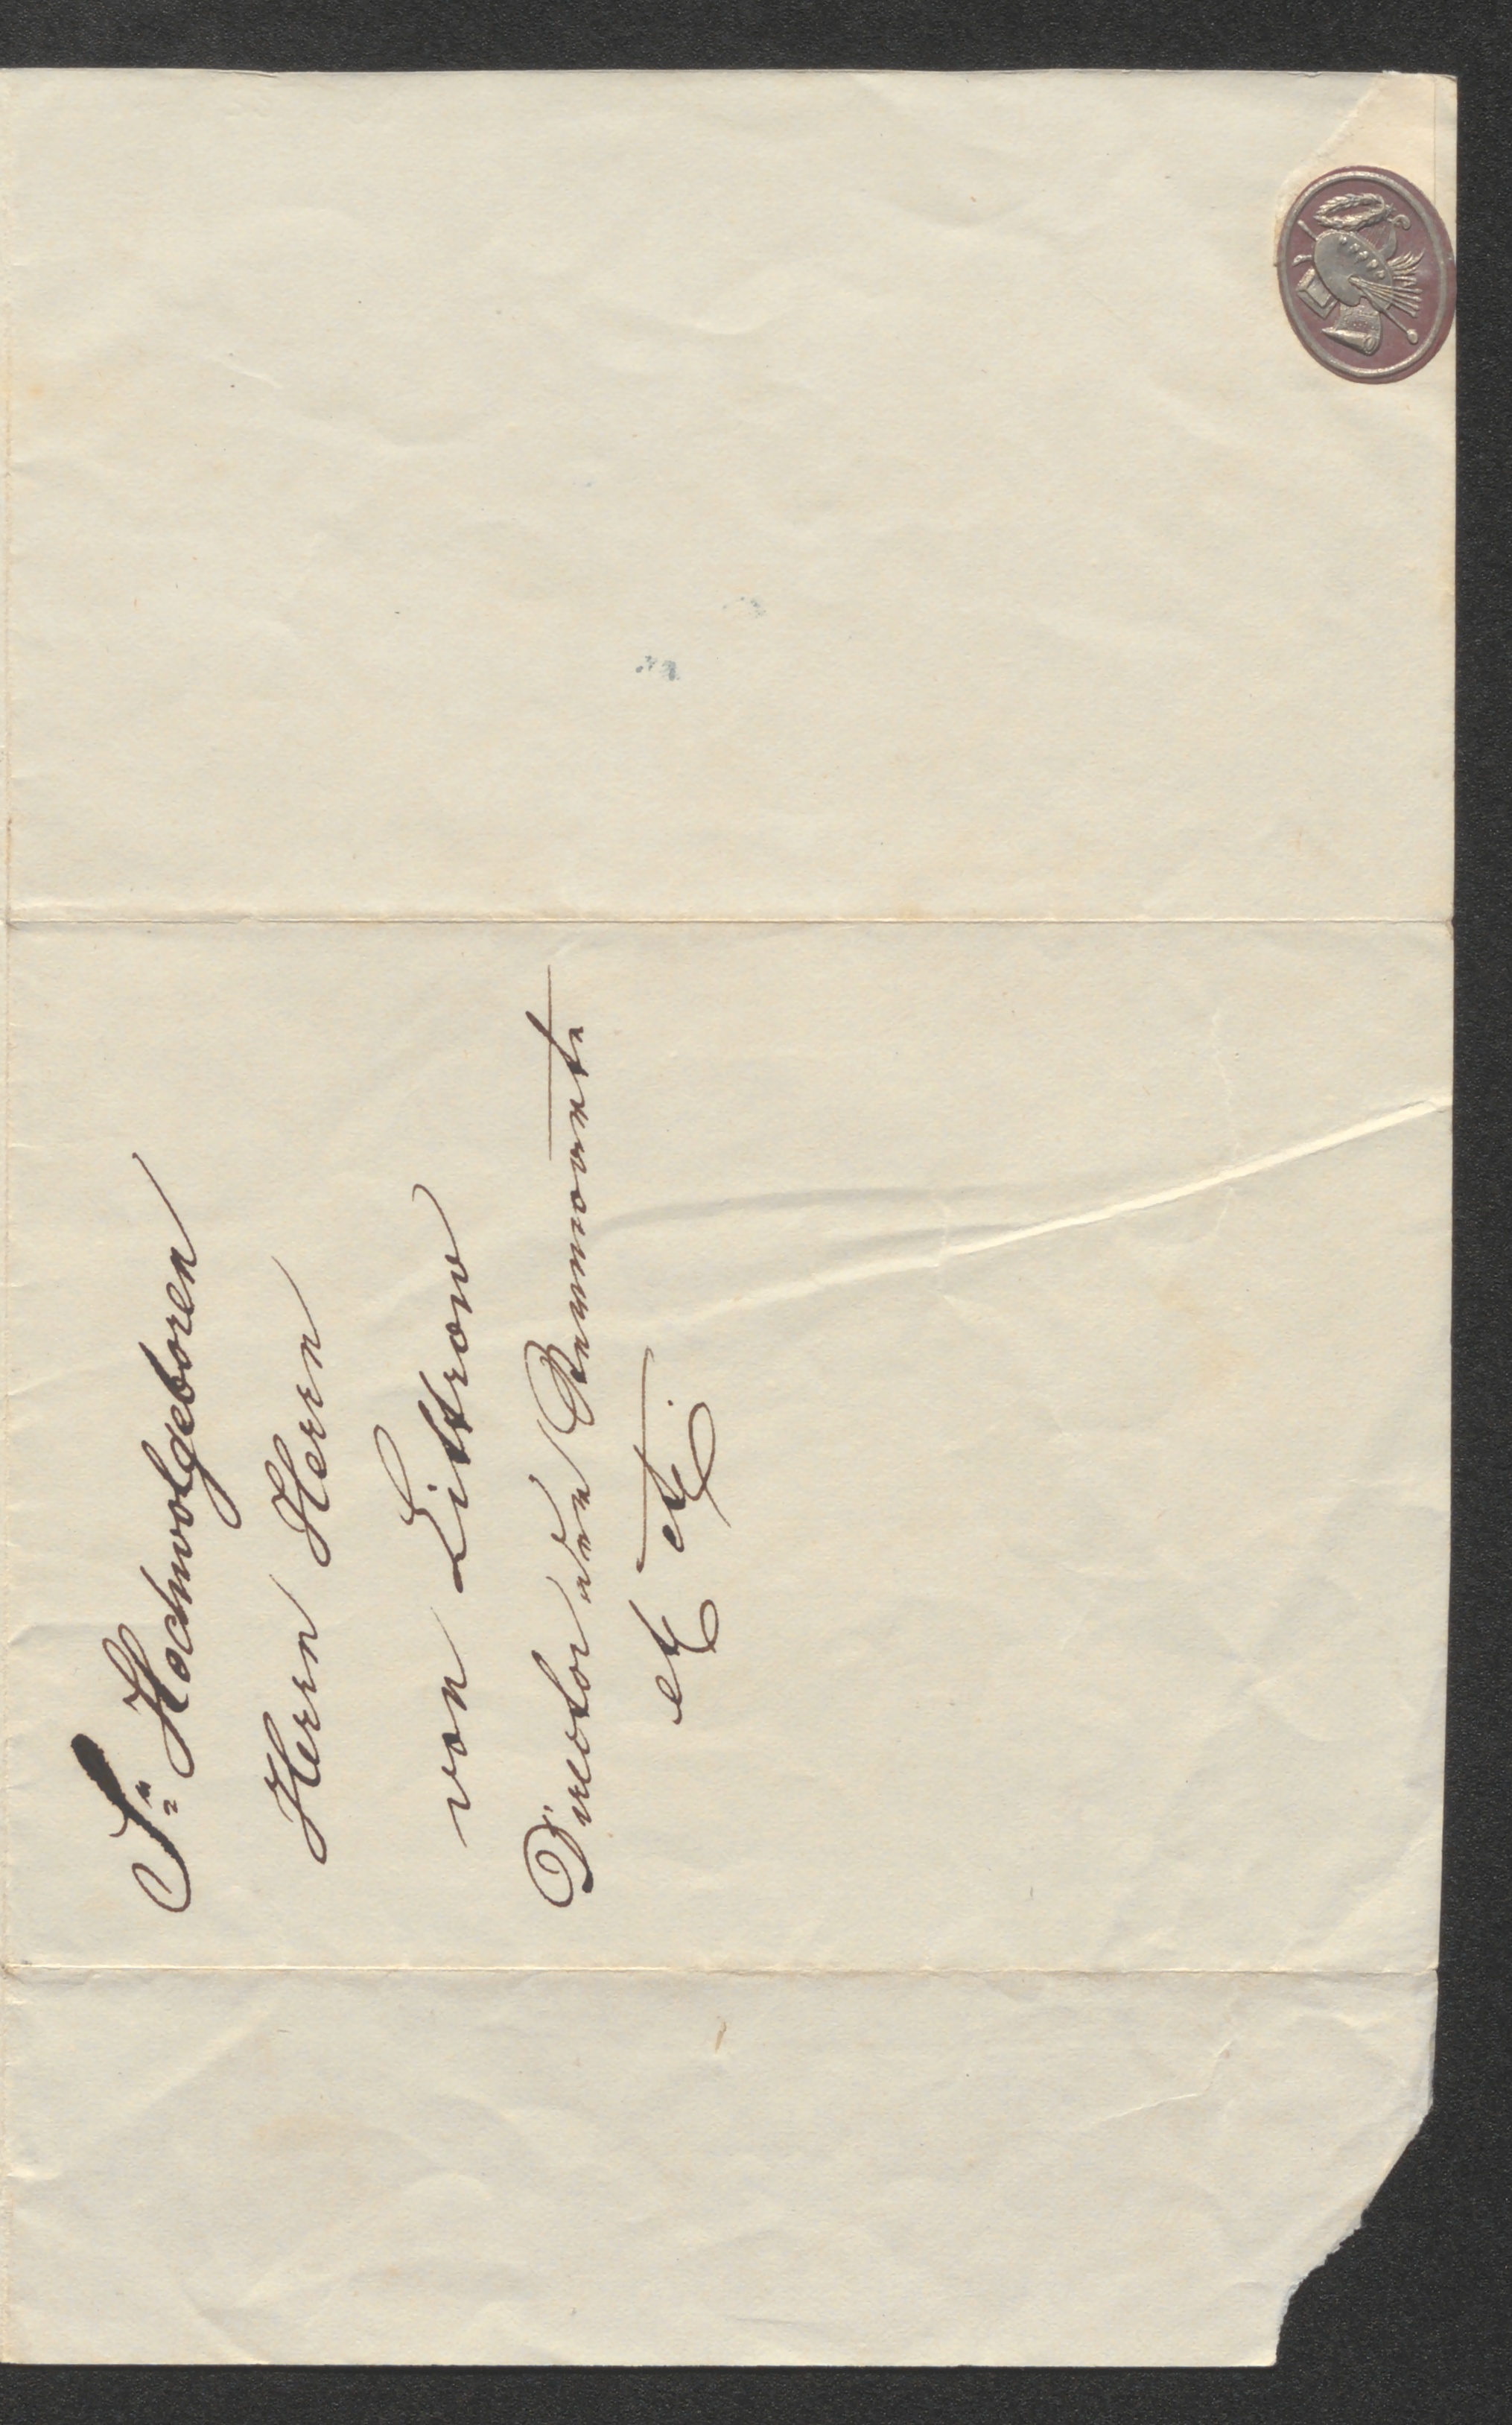 Sr Hochwolgeboren
Herrn Herrn
von Littrow
Director der Sternwarte
etc etc.